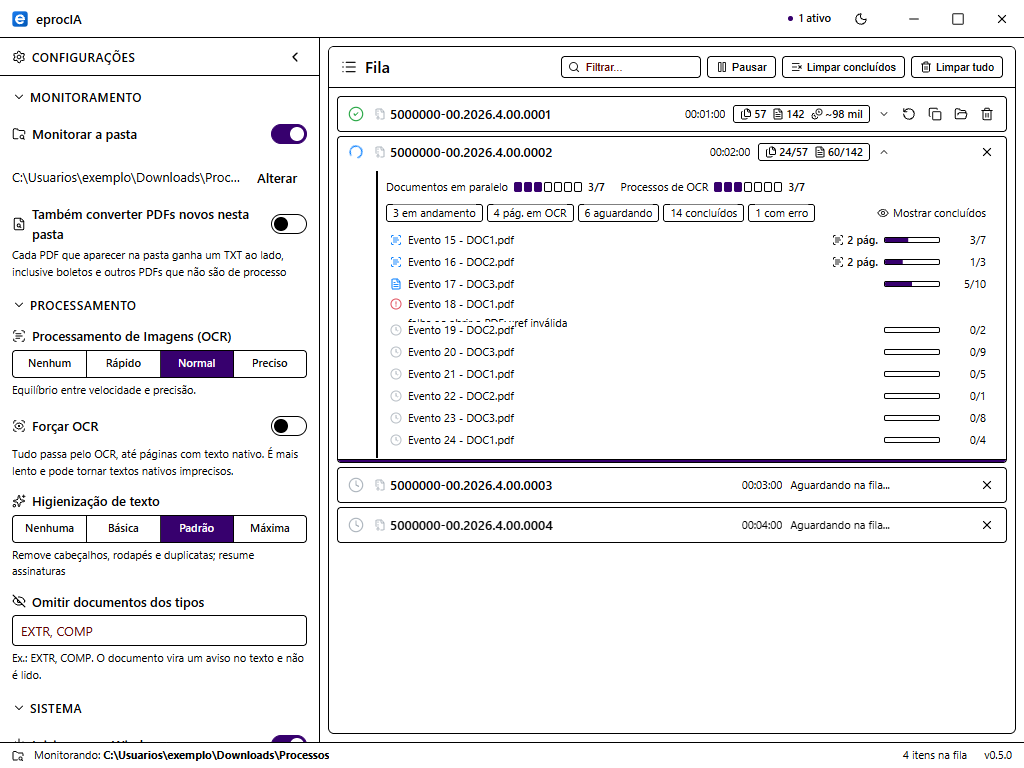 eprocIA
1 ativo
CONFIGURAÇÕES
MONITORAMENTO
Monitorar a pasta
C:\Usuarios\exemplo\Downloads\Proc...
Alterar
Também converter PDFs novos nesta
pasta
Cada PDF que aparecer na pasta ganha um TXT ao lado,
inclusive boletos e outros PDFs que não são de processo
PROCESSAMENTO
Processamento de Imagens (OCR)
Nenhum Rápido Normal Preciso
Equilíbrio entre velocidade e precisão.
Forçar OCR
Tudo passa pelo OCR, até páginas com texto nativo. É mais
lento e pode tornar textos nativos imprecisos.
Higienização de texto
Nenhuma Básica Padrão Máxima
Remove cabeçalhos, rodapés e duplicatas; resume
assinaturas
Omitir documentos dos tipos
EXTR, COMP
Ex.: EXTR, COMP. O documento vira um aviso no texto e não
é lido.
SISTEMA
Fila
Filtrar...
Pausar
Limpar concluídos
Limpar tudo
5000000-00.2026.4.00.0001 00:01:00 57 142 ~98 mil
5000000-00.2026.4.00.0002 00:02:00 24/57 60/142
Documentos em paralelo 3/7 Processos de OCR 3/7
3 em andamento 4 pág. em OCR 6 aguardando 14 concluídos 1 com erro Mostrar concluídos
Evento 15 - DOC1.pdf 2 pág. 3/7
Evento 16 - DOC2.pdf 2 pág. 1/3
Evento 17 - DOC3.pdf 5/10
Evento 18 - DOC1.pdf
falha ao abrir o PDF: xref inválida
Evento 19 - DOC2.pdf 0/2
Evento 20 - DOC3.pdf 0/9
Evento 21 - DOC1.pdf 0/5
Evento 22 - DOC2.pdf 0/1
Evento 23 - DOC3.pdf 0/8
Evento 24 - DOC1.pdf 0/4
5000000-00.2026.4.00.0003 00:03:00 Aguardando na fila...
5000000-00.2026.4.00.0004 00:04:00 Aguardando na fila...
Monitorando: C:\Usuarios\exemplo\Downloads\Processos
4 itens na fila
v0.5.0